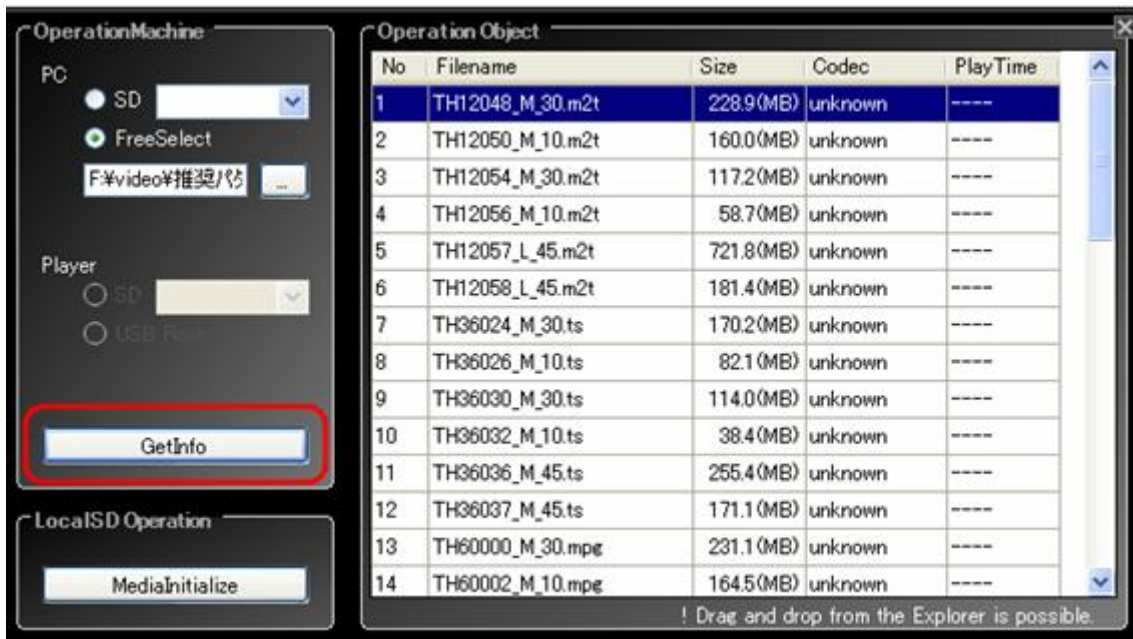 OperationMachine
PC
SD
FreeSelect
F:¥video¥推奨パﾀ
...
Player
SD
USB Root
GetInfo
LocalSD Operation
MediaInitialize
Operation Object
No Filename Size Codec PlayTime
1 TH12048_M_30.m2t 228.9(MB) unknown ----
2 TH12050_M_10.m2t 160.0(MB) unknown ----
3 TH12054_M_30.m2t 117.2(MB) unknown ----
4 TH12056_M_10.m2t 58.7(MB) unknown ----
5 TH12057_L_45.m2t 721.8(MB) unknown ----
6 TH12058_L_45.m2t 181.4(MB) unknown ----
7 TH36024_M_30.ts 170.2(MB) unknown ----
8 TH36026_M_10.ts 82.1(MB) unknown ----
9 TH36030_M_30.ts 114.0(MB) unknown ----
10 TH36032_M_10.ts 38.4(MB) unknown ----
11 TH36036_M_45.ts 255.4(MB) unknown ----
12 TH36037_M_45.ts 171.1(MB) unknown ----
13 TH60000_M_30.mpg 231.1(MB) unknown ----
14 TH60002_M_10.mpg 164.5(MB) unknown ----
! Drag and drop from the Explorer is possible.